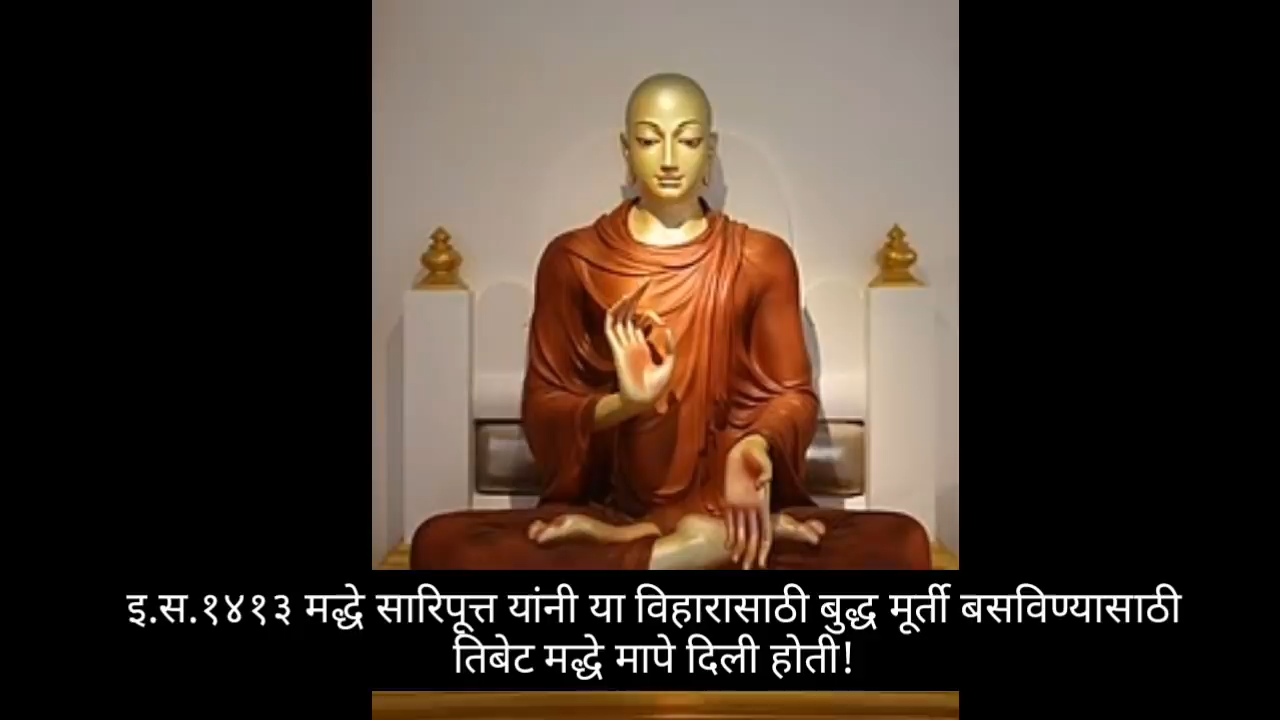 इ.स.१४१३ मद्धे सारिपूत्त यांनी या विहारासाठी बुद्ध मूर्ती बसविण्यासाठी
तिबेट मद्धे मापे दिली होती!